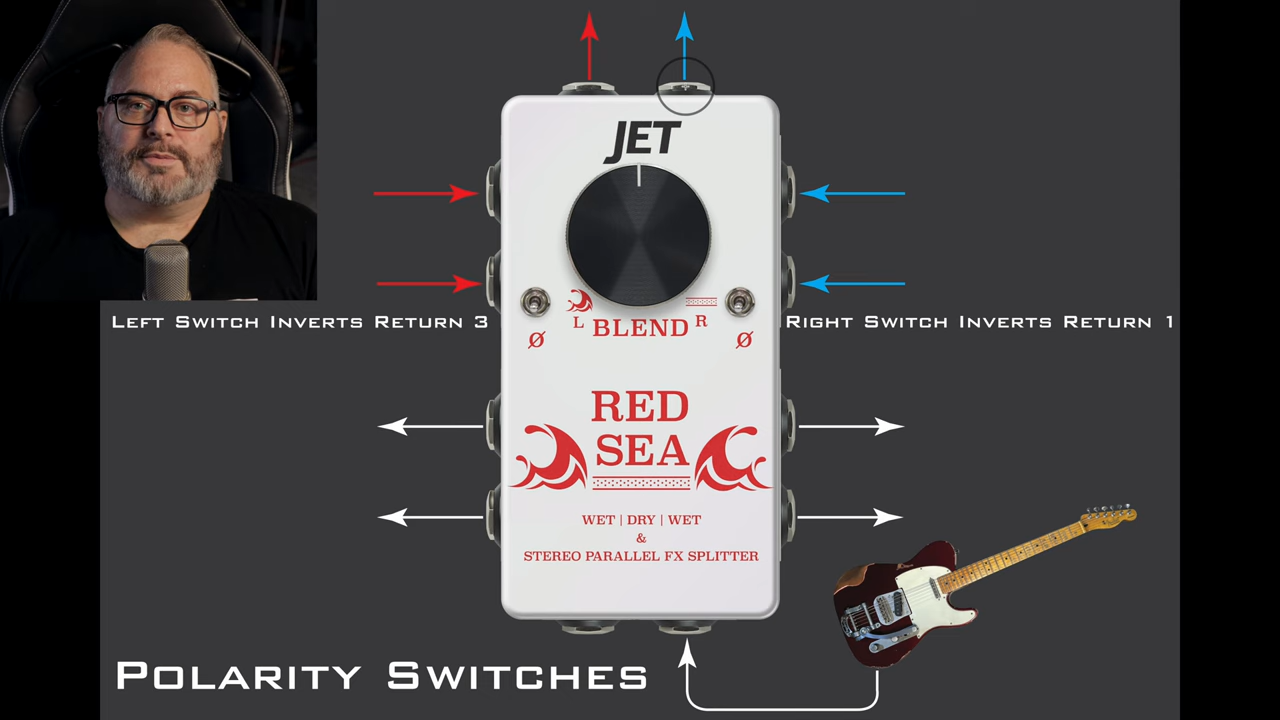 JET
LEFT SWITCH INVERTS RETURN 3
RIGHT SWITCH INVERTS RETURN 1
L BLEND R
Ø Ø
RED
SEA
WET | DRY | WET
&
STEREO PARALLEL FX SPLITTER
POLARITY SWITCHES